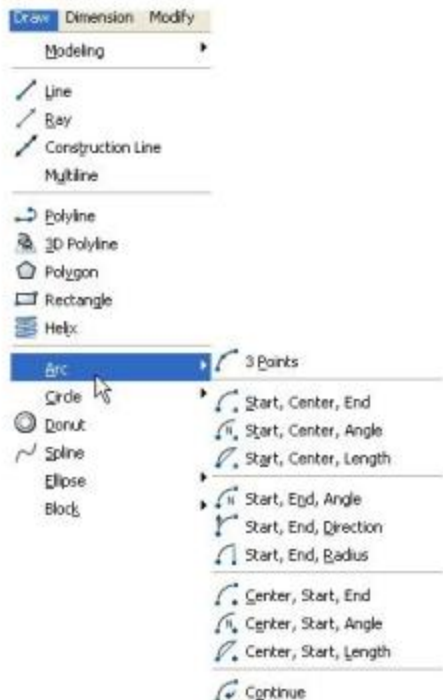 Draw Dimension Modify
Modeling
Line
Ray
Construction Line
Multiline
Polyline
3D Polyline
Polygon
Rectangle
Helix
Arc
Circle
Donut
Spline
Ellipse
Block
3 Points
Start, Center, End
Start, Center, Angle
Start, Center, Length
Start, End, Angle
Start, End, Direction
Start, End, Radius
Center, Start, End
Center, Start, Angle
Center, Start, Length
Continue